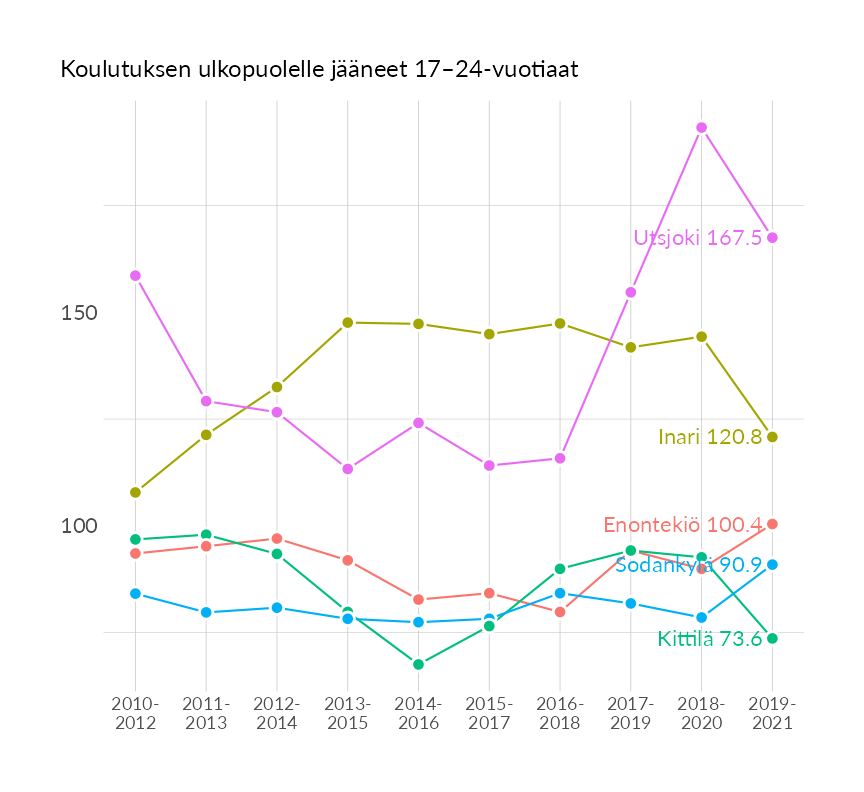 Koulutuksen ulkopuolelle jääneet 17–24-vuotiaat
Utsjoki 167.5
150
Inari 120.8
100
Enontekiö 100.4
Sodankylä 90.9
Kittilä 73.6
2010- 2011- 2012- 2013- 2014- 2015- 2016- 2017- 2018- 2019-
2012 2013 2014 2015 2016 2017 2018 2019 2020 2021